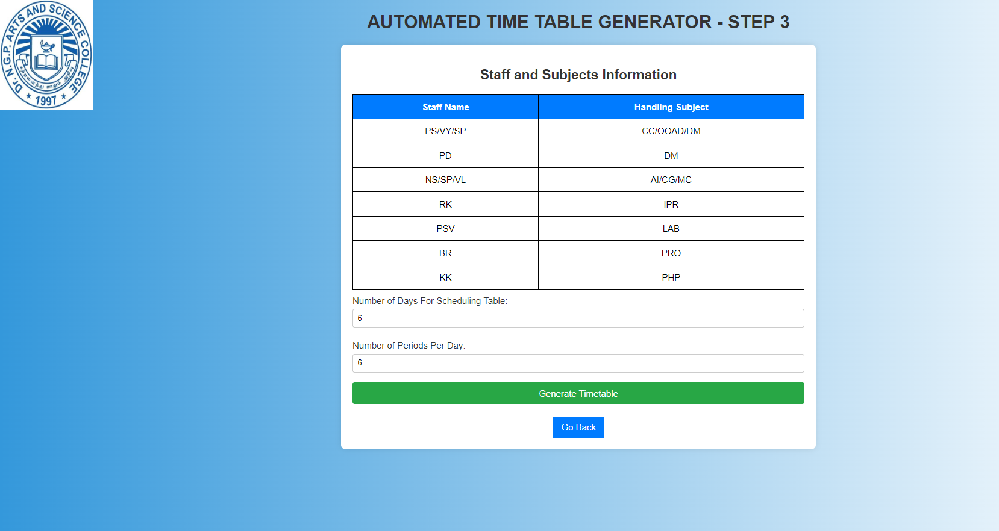 Dr. N.G.P. ARTS AND SCIENCE COLLEGE
★ 1997 ★
AUTOMATED TIME TABLE GENERATOR - STEP 3
Staff and Subjects Information
Staff Name Handling Subject
PS/VY/SP CC/OOAD/DM
PD DM
NS/SP/VL AI/CG/MC
RK IPR
PSV LAB
BR PRO
KK PHP
Number of Days For Scheduling Table:
6
Number of Periods Per Day:
6
Generate Timetable
Go Back